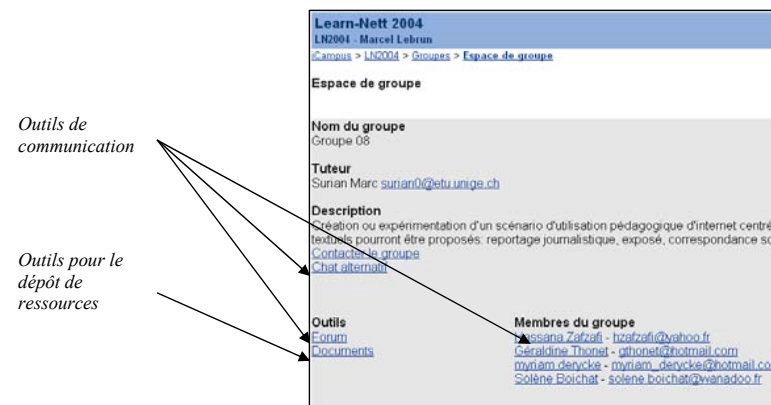 Learn-Nett 2004
LN2004 - Marcel Lebrun
iCampus > LN2004 > Groupes > Espace de groupe
Espace de groupe
Nom du groupe
Groupe 08
Tuteur
Surian Marc surian0@etu.unige.ch
Description
Création ou expérimentation d'un scénario d'utilisation pédagogique d'internet centré
textuels pourront être proposés: reportage journalistique, exposé, correspondance sc
Contacter le groupe
Chat alternatif
Outils
Forum
Documents
Membres du groupe
Hassana Zafzafi - hzafzafi@yahoo.fr
Géraldine Thonet - gthonet@hotmail.com
myriam derycke - myriam_derycke@hotmail.co
Solène Boichat - solene.boichat@wanadoo.fr
Outils de
communication
Outils pour le
dépôt de
ressources